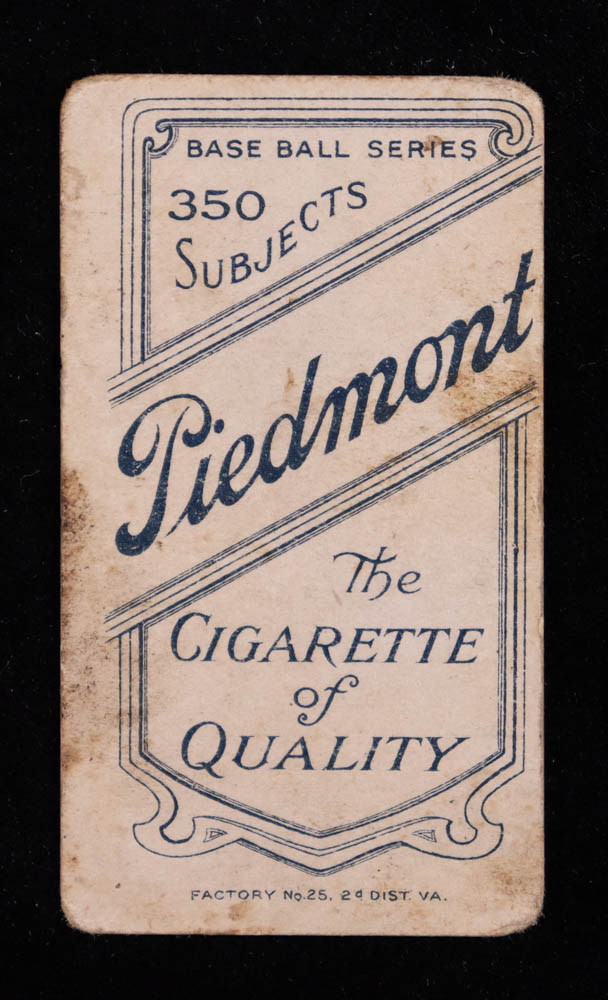 BASE BALL SERIES
350
SUBJECTS
Piedmont
The
CIGARETTE
of
QUALITY
FACTORY No. 25, 2d DIST. VA.